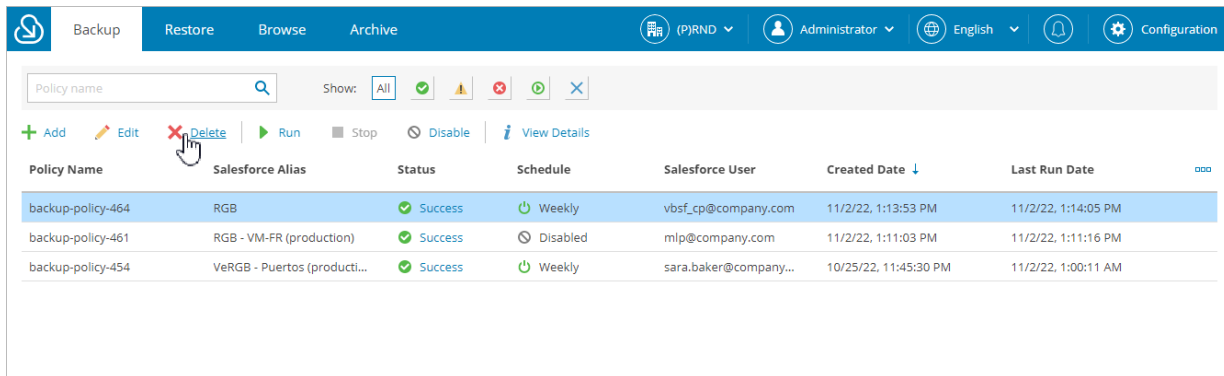 Backup Restore Browse Archive (P)RND Administrator English Configuration
Policy name Show: All
Add Edit Delete Run Stop Disable i View Details
Policy Name Salesforce Alias Status Schedule Salesforce User Created Date ↓ Last Run Date
backup-policy-464 RGB Success Weekly vbsf_cp@company.com 11/2/22, 1:13:53 PM 11/2/22, 1:14:05 PM
backup-policy-461 RGB - VM-FR (production) Success Disabled mlp@company.com 11/2/22, 1:11:03 PM 11/2/22, 1:11:16 PM
backup-policy-454 VeRGB - Puertos (producti... Success Weekly sara.baker@company... 10/25/22, 11:45:30 PM 11/2/22, 1:00:11 AM